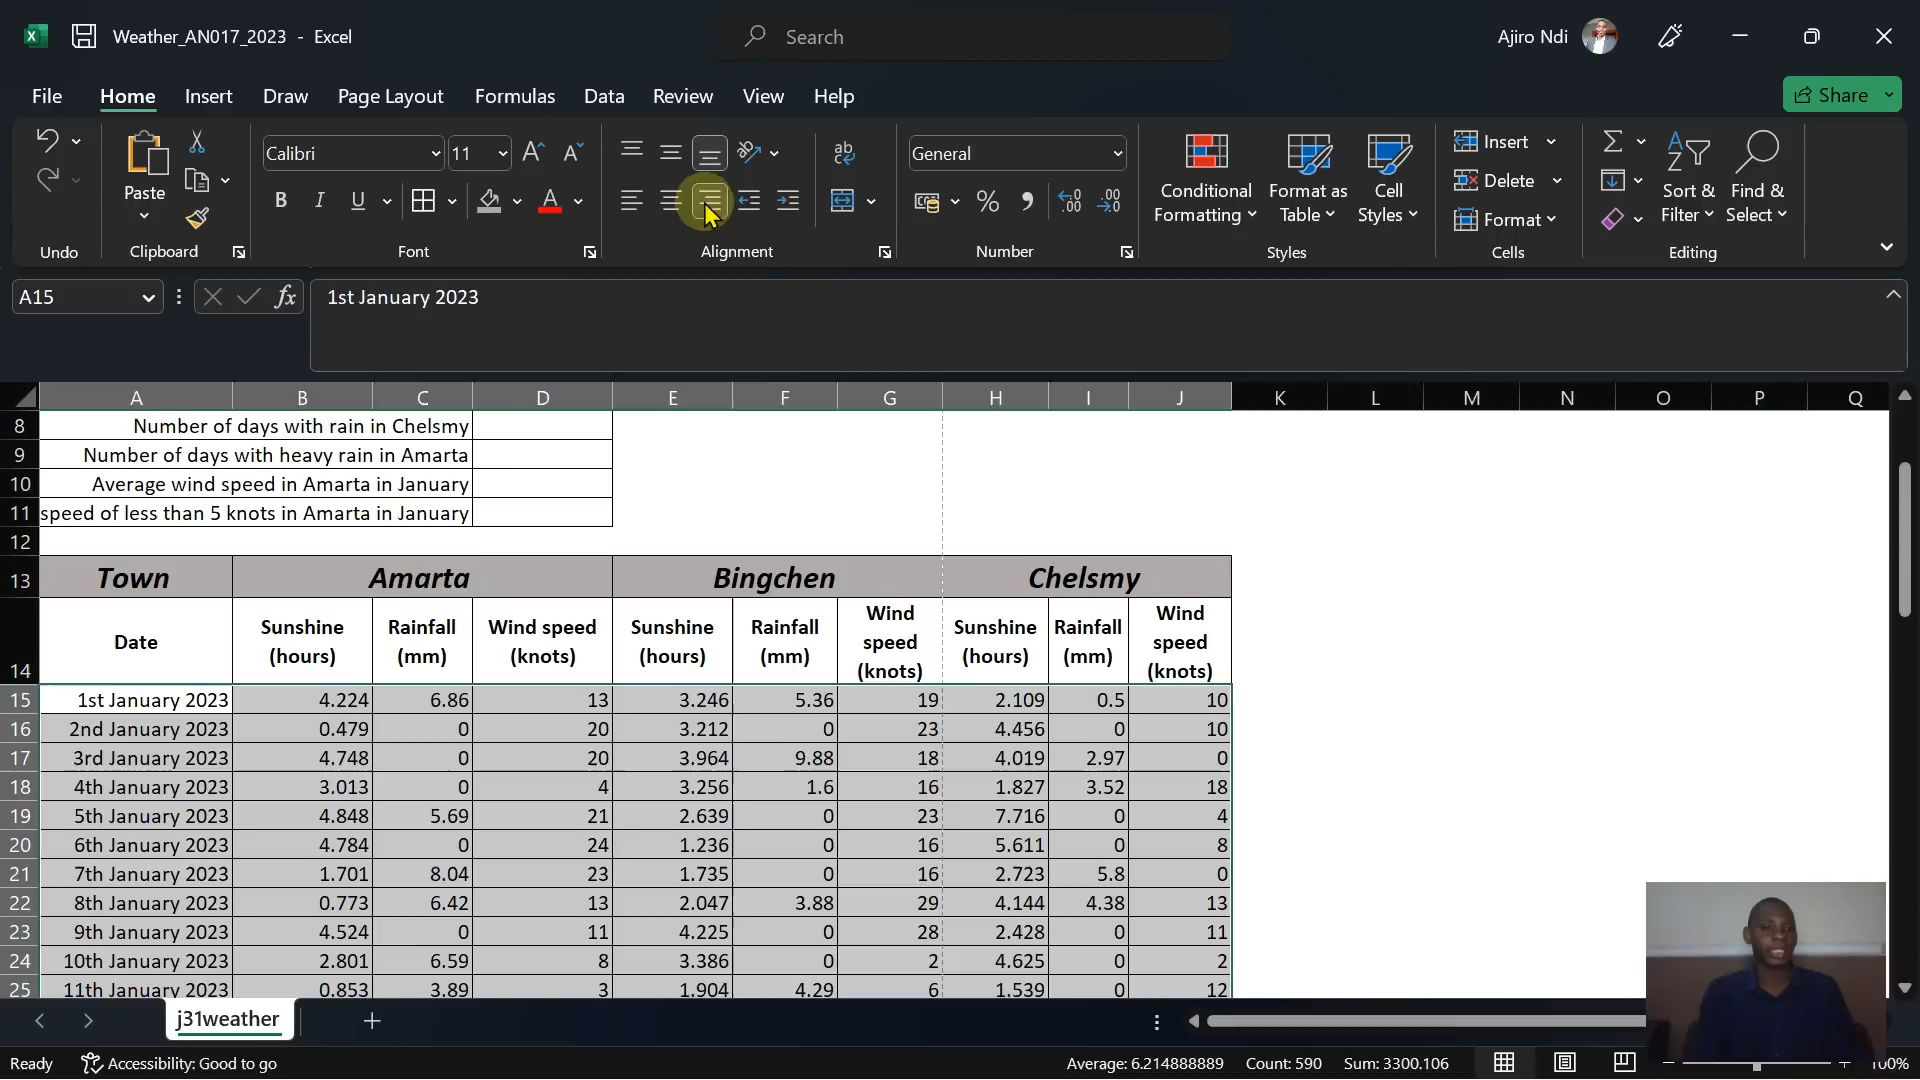 Weather_AN017_2023 - Excel
Search
Ajiro Ndi
File Home Insert Draw Page Layout Formulas Data Review View Help
Share
Paste
Calibri 11
B I U A
ab
General
% ,
Conditional Formatting
Format as Table
Cell Styles
Insert
Delete
Format
Sort & Filter
Find & Select
Undo Clipboard Font Alignment Number Styles Cells Editing
A15 fx 1st January 2023
A B C D E F G H I J K L M N O P Q
8 Number of days with rain in Chelsmy
9 Number of days with heavy rain in Amarta
10 Average wind speed in Amarta in January
11 speed of less than 5 knots in Amarta in January
12
13 Town Amarta Bingchen Chelsmy
14 Date Sunshine (hours) Rainfall (mm) Wind speed (knots) Sunshine (hours) Rainfall (mm) Wind speed (knots) Sunshine (hours) Rainfall (mm) Wind speed (knots)
15 1st January 2023 4.224 6.86 13 3.246 5.36 19 2.109 0.5 10
16 2nd January 2023 0.479 0 20 3.212 0 23 4.456 0 10
17 3rd January 2023 4.748 0 20 3.964 9.88 18 4.019 2.97 0
18 4th January 2023 3.013 0 4 3.256 1.6 16 1.827 3.52 18
19 5th January 2023 4.848 5.69 21 2.639 0 23 7.716 0 4
20 6th January 2023 4.784 0 24 1.236 0 16 5.611 0 8
21 7th January 2023 1.701 8.04 23 1.735 0 16 2.723 5.8 0
22 8th January 2023 0.773 6.42 13 2.047 3.88 29 4.144 4.38 13
23 9th January 2023 4.524 0 11 4.225 0 28 2.428 0 11
24 10th January 2023 2.801 6.59 8 3.386 0 2 4.625 0 2
25 11th January 2023 0.853 3.89 3 1.904 4.29 6 1.539 0 12
j31weather
Ready Accessibility: Good to go Average: 6.214888889 Count: 590 Sum: 3300.106 100%